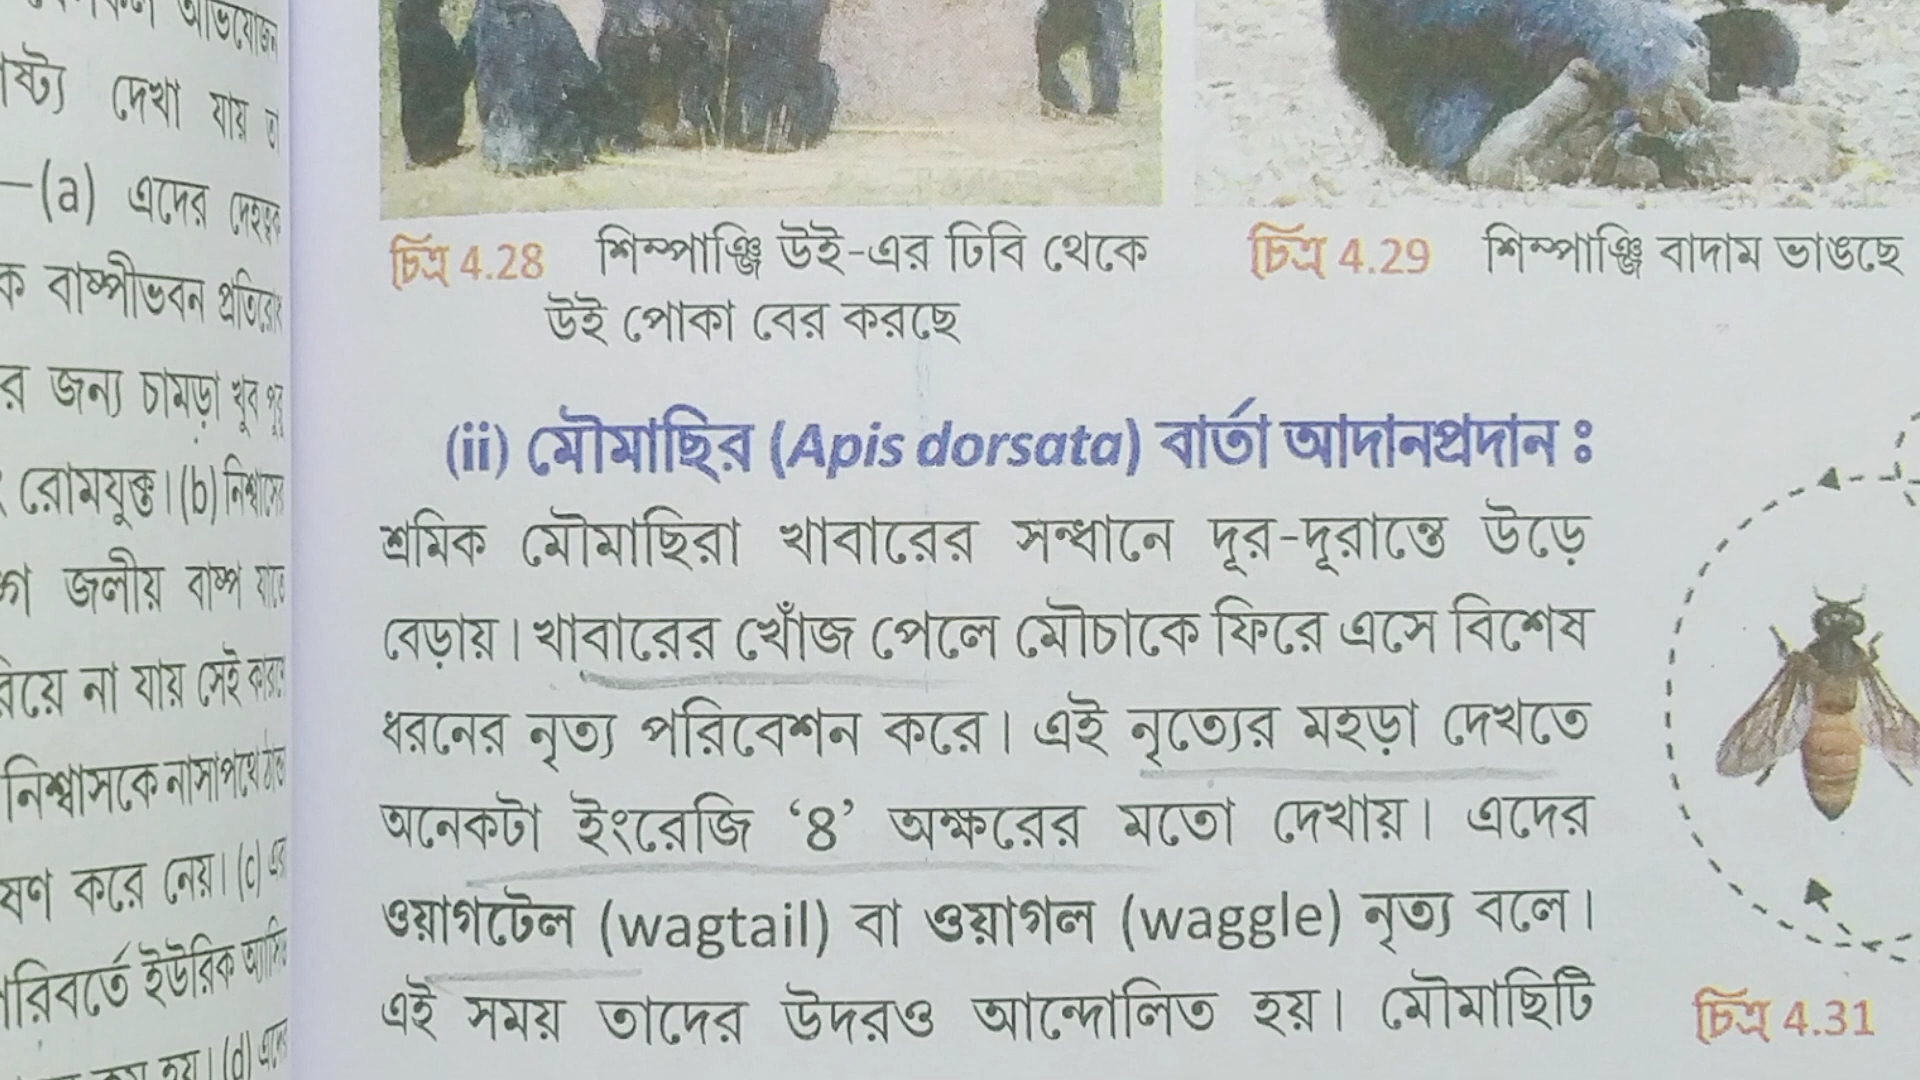 ষ্ট্য দেখা যায়
—(a) এদের
ক বাষ্পীভবন
র জন্য চামড়া খুব
রোমযুক্ত। (b)
জলীয় বাষ্প
না যায় সেই
নিশ্বাসকে নাসাপথে
ষণ করে নেয়। (c)
ইউরিক
(d)
চিত্র 4.28 শিম্পাঞ্জি উই-এর ঢিবি থেকে
উই পোকা বের করছে
চিত্র 4.29 শিম্পাঞ্জি বাদাম ভাঙছে
(ii) মৌমাছির (Apis dorsata) বার্তা আদানপ্রদান ঃ
শ্রমিক মৌমাছিরা খাবারের সন্ধানে দূর-দূরান্তে উড়ে
বেড়ায়। খাবারের খোঁজ পেলে মৌচাকে ফিরে এসে বিশেষ
ধরনের নৃত্য পরিবেশন করে। এই নৃত্যের মহড়া দেখতে
অনেকটা ইংরেজি ‘8’ অক্ষরের মতো দেখায়। এদের
ওয়াগটেল (wagtail) বা ওয়াগল (waggle) নৃত্য বলে।
এই সময় তাদের উদরও আন্দোলিত হয়। মৌমাছিটি
চিত্র 4.31